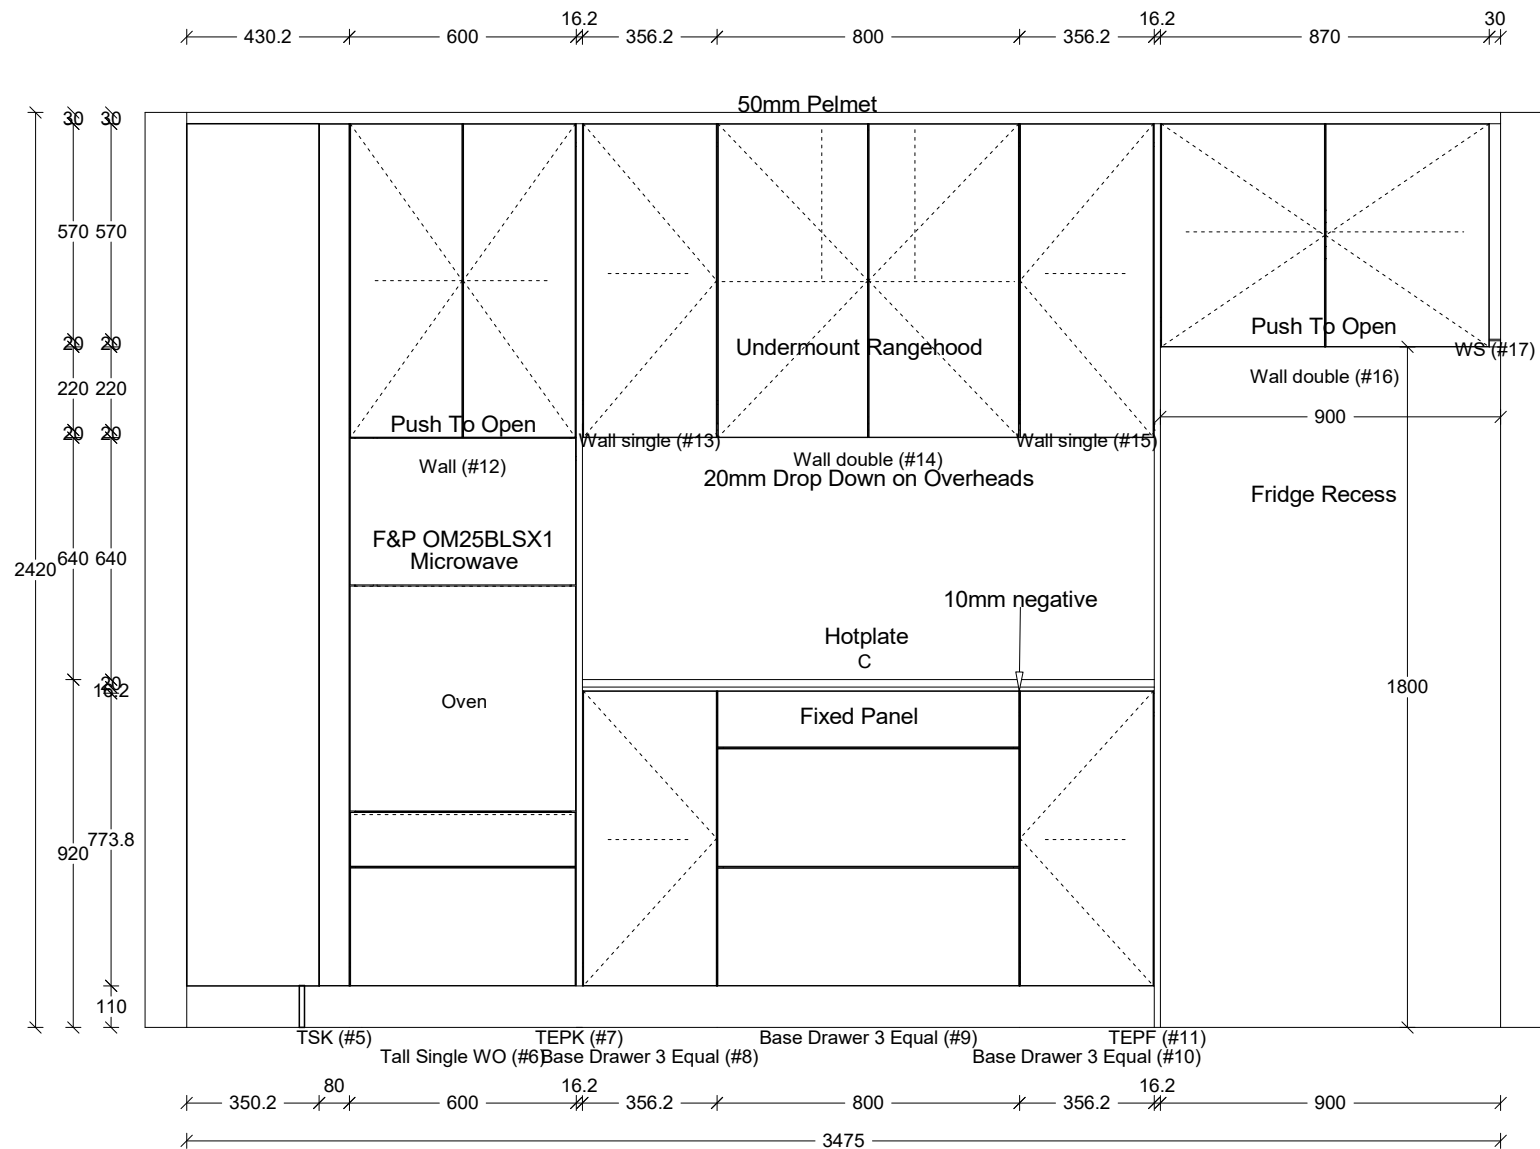 16.2
16.2
30
430.2
600
356.2
800
356.2
870
50mm Pelmet
30
30
570
570
Undermount Rangehood
Push To Open
20
20
WS (#17)
Wall double (#16)
220
220
900
Push To Open
20
20
Wall single (#13)
Wall single (#15)
Wall (#12)
Wall double (#14)
20mm Drop Down on Overheads
Fridge Recess
F&P OM25BLSX1
Microwave
640
640
2420
10mm negative
Hotplate
C
20
16.2
1800
Oven
Fixed Panel
773.8
920
110
TSK (#5)
TEPK (#7)
Base Drawer 3 Equal (#9)
TEPF (#11)
Tall Single WO (#6)
Base Drawer 3 Equal (#8)
Base Drawer 3 Equal (#10)
80
16.2
16.2
350.2
600
356.2
800
356.2
900
3475